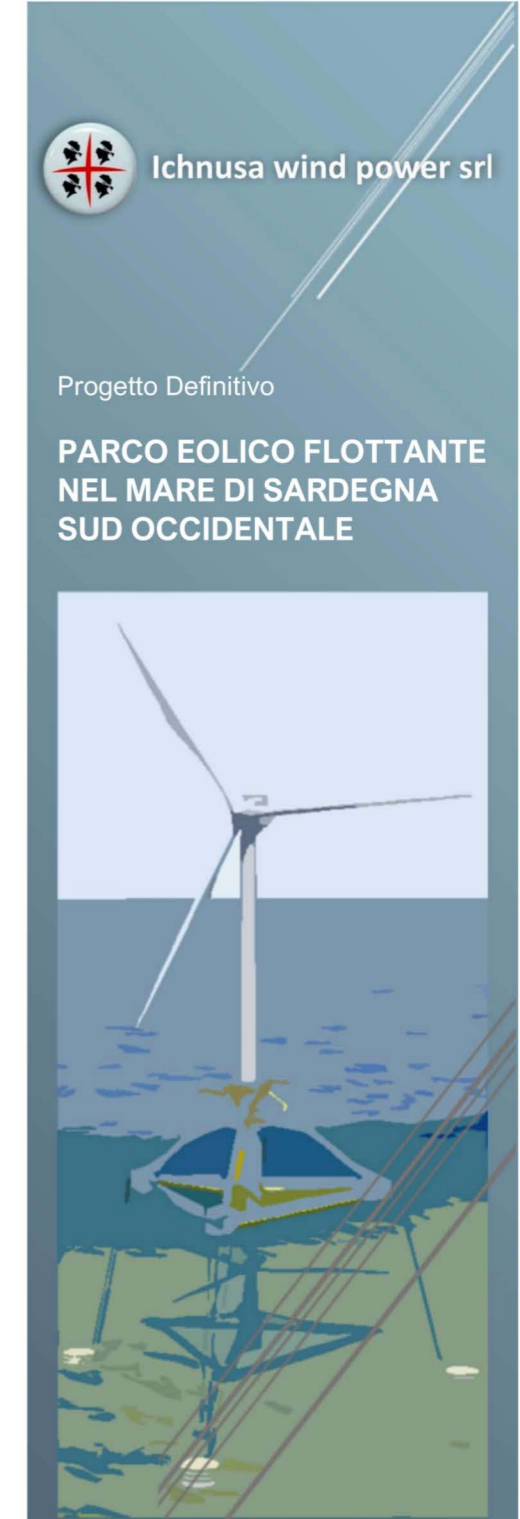 Ichnusa wind power srl
Progetto Definitivo
PARCO EOLICO FLOTTANTE
NEL MARE DI SARDEGNA
SUD OCCIDENTALE